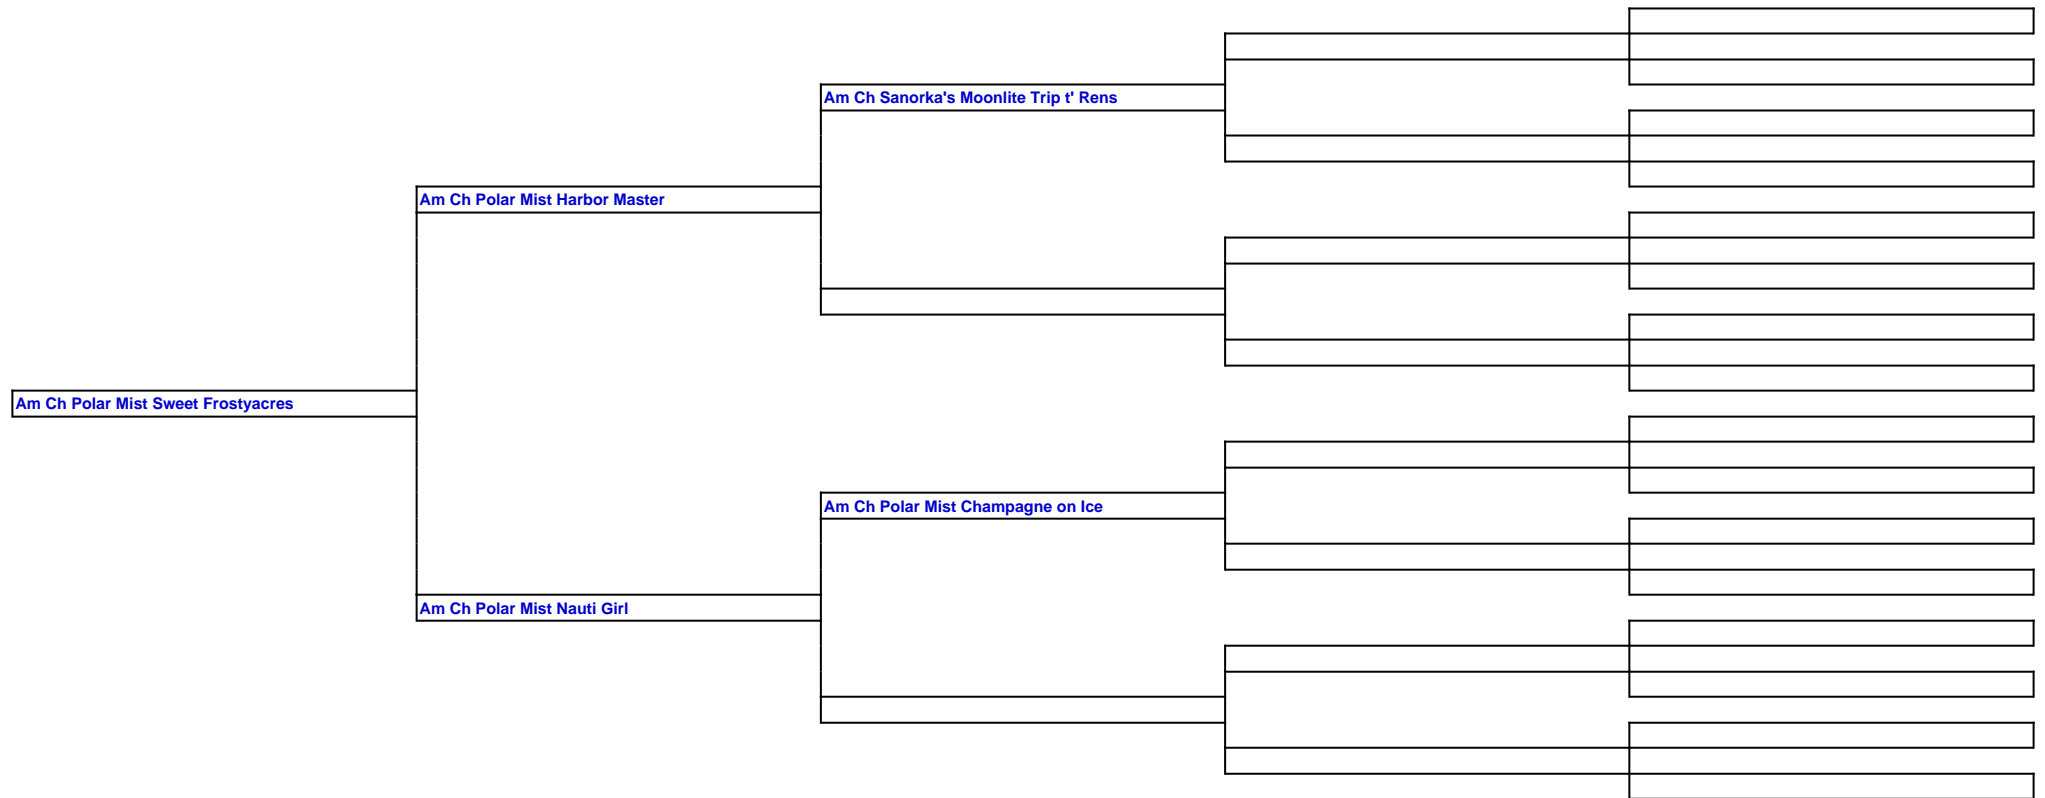 Am Ch Sanorka's Moonlite Trip t' Rens
Am Ch Polar Mist Harbor Master
Am Ch Polar Mist Sweet Frostyacres
Am Ch Polar Mist Champagne on Ice
Am Ch Polar Mist Nauti Girl